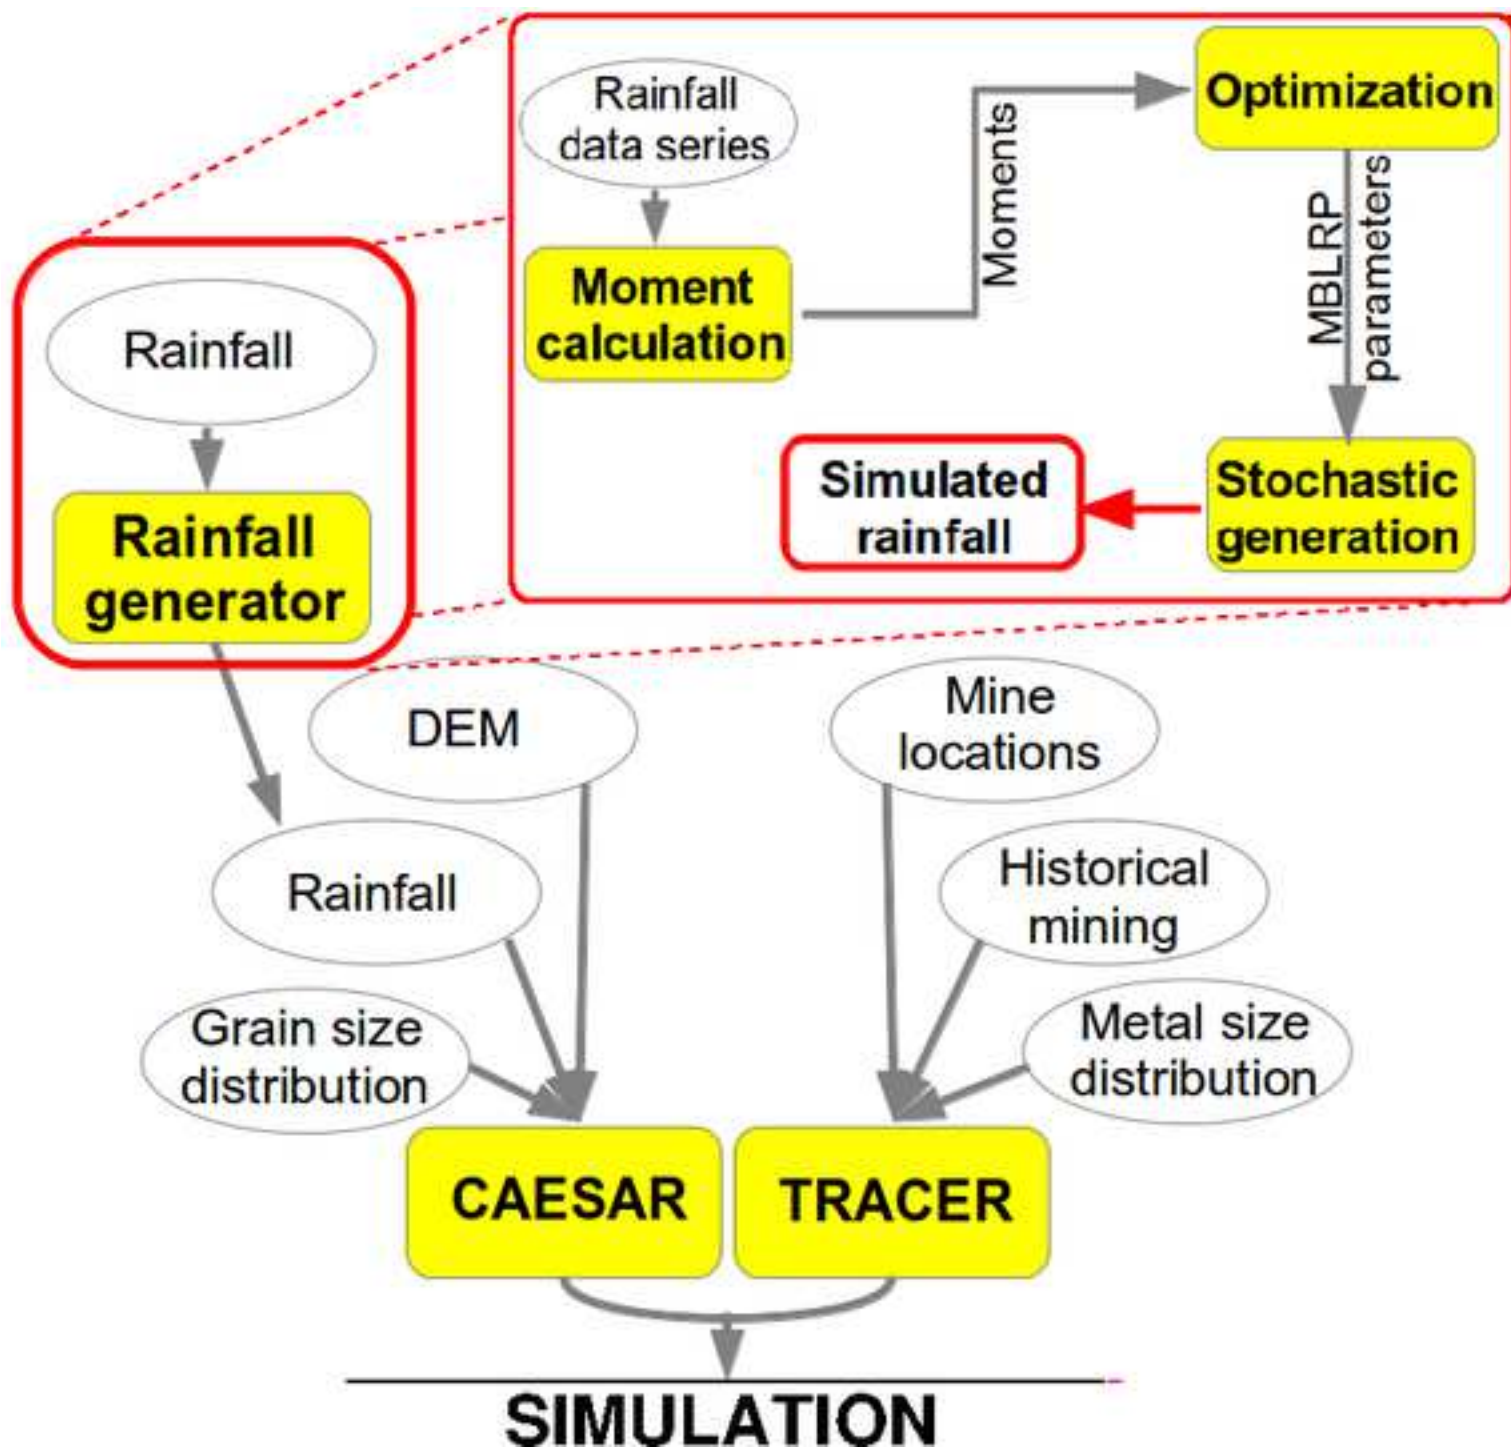 Rainfall
data series
Moment
calculation
Moments
Optimization
MBLRP
parameters
Stochastic
generation
Simulated
rainfall
Rainfall
Rainfall
generator
DEM
Mine
locations
Rainfall
Historical
mining
Grain size
distribution
Metal size
distribution
CAESAR
TRACER
SIMULATION